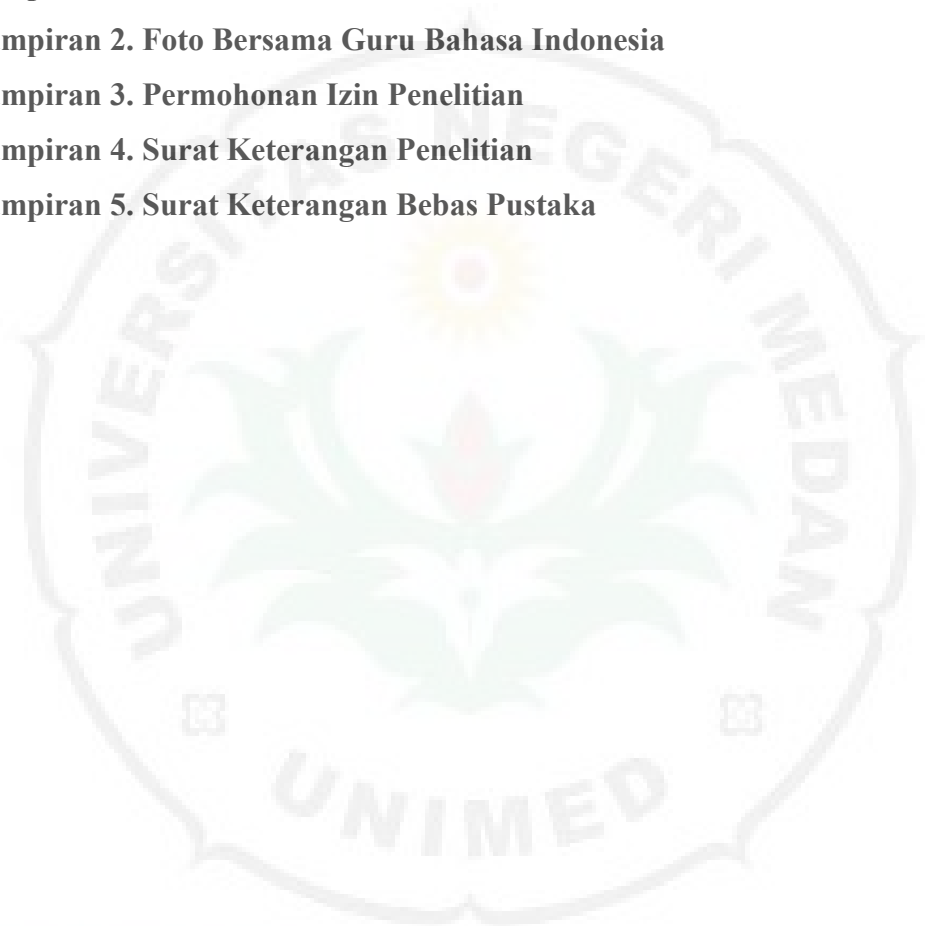 mpiran 2. Foto Bersama Guru Bahasa Indonesia
mpiran 3. Permohonan Izin Penelitian
mpiran 4. Surat Keterangan Penelitian
mpiran 5. Surat Keterangan Bebas Pustaka
UNIVERSITAS NEGERI MEDAN
UNIMED